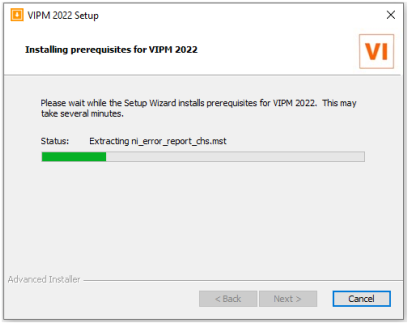 VIPM 2022 Setup
Installing prerequisites for VIPM 2022
VI
Please wait while the Setup Wizard installs prerequisites for VIPM 2022. This may
take several minutes.
Status: Extracting ni_error_report_chs.mst
Advanced Installer
< Back Next > Cancel